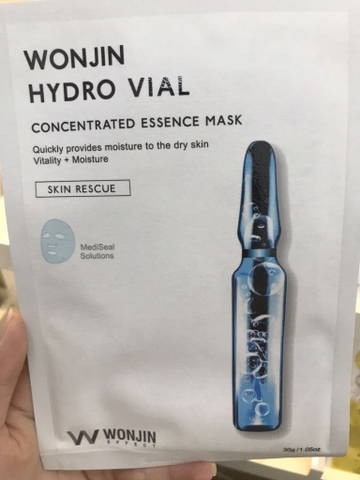 WONJIN
HYDRO VIAL
CONCENTRATED ESSENCE MASK
Quickly provides moisture to the dry skin
Vitality + Moisture
SKIN RESCUE
MediSeal
Solutions
WONJIN
EFFECT
30g/1.05oz